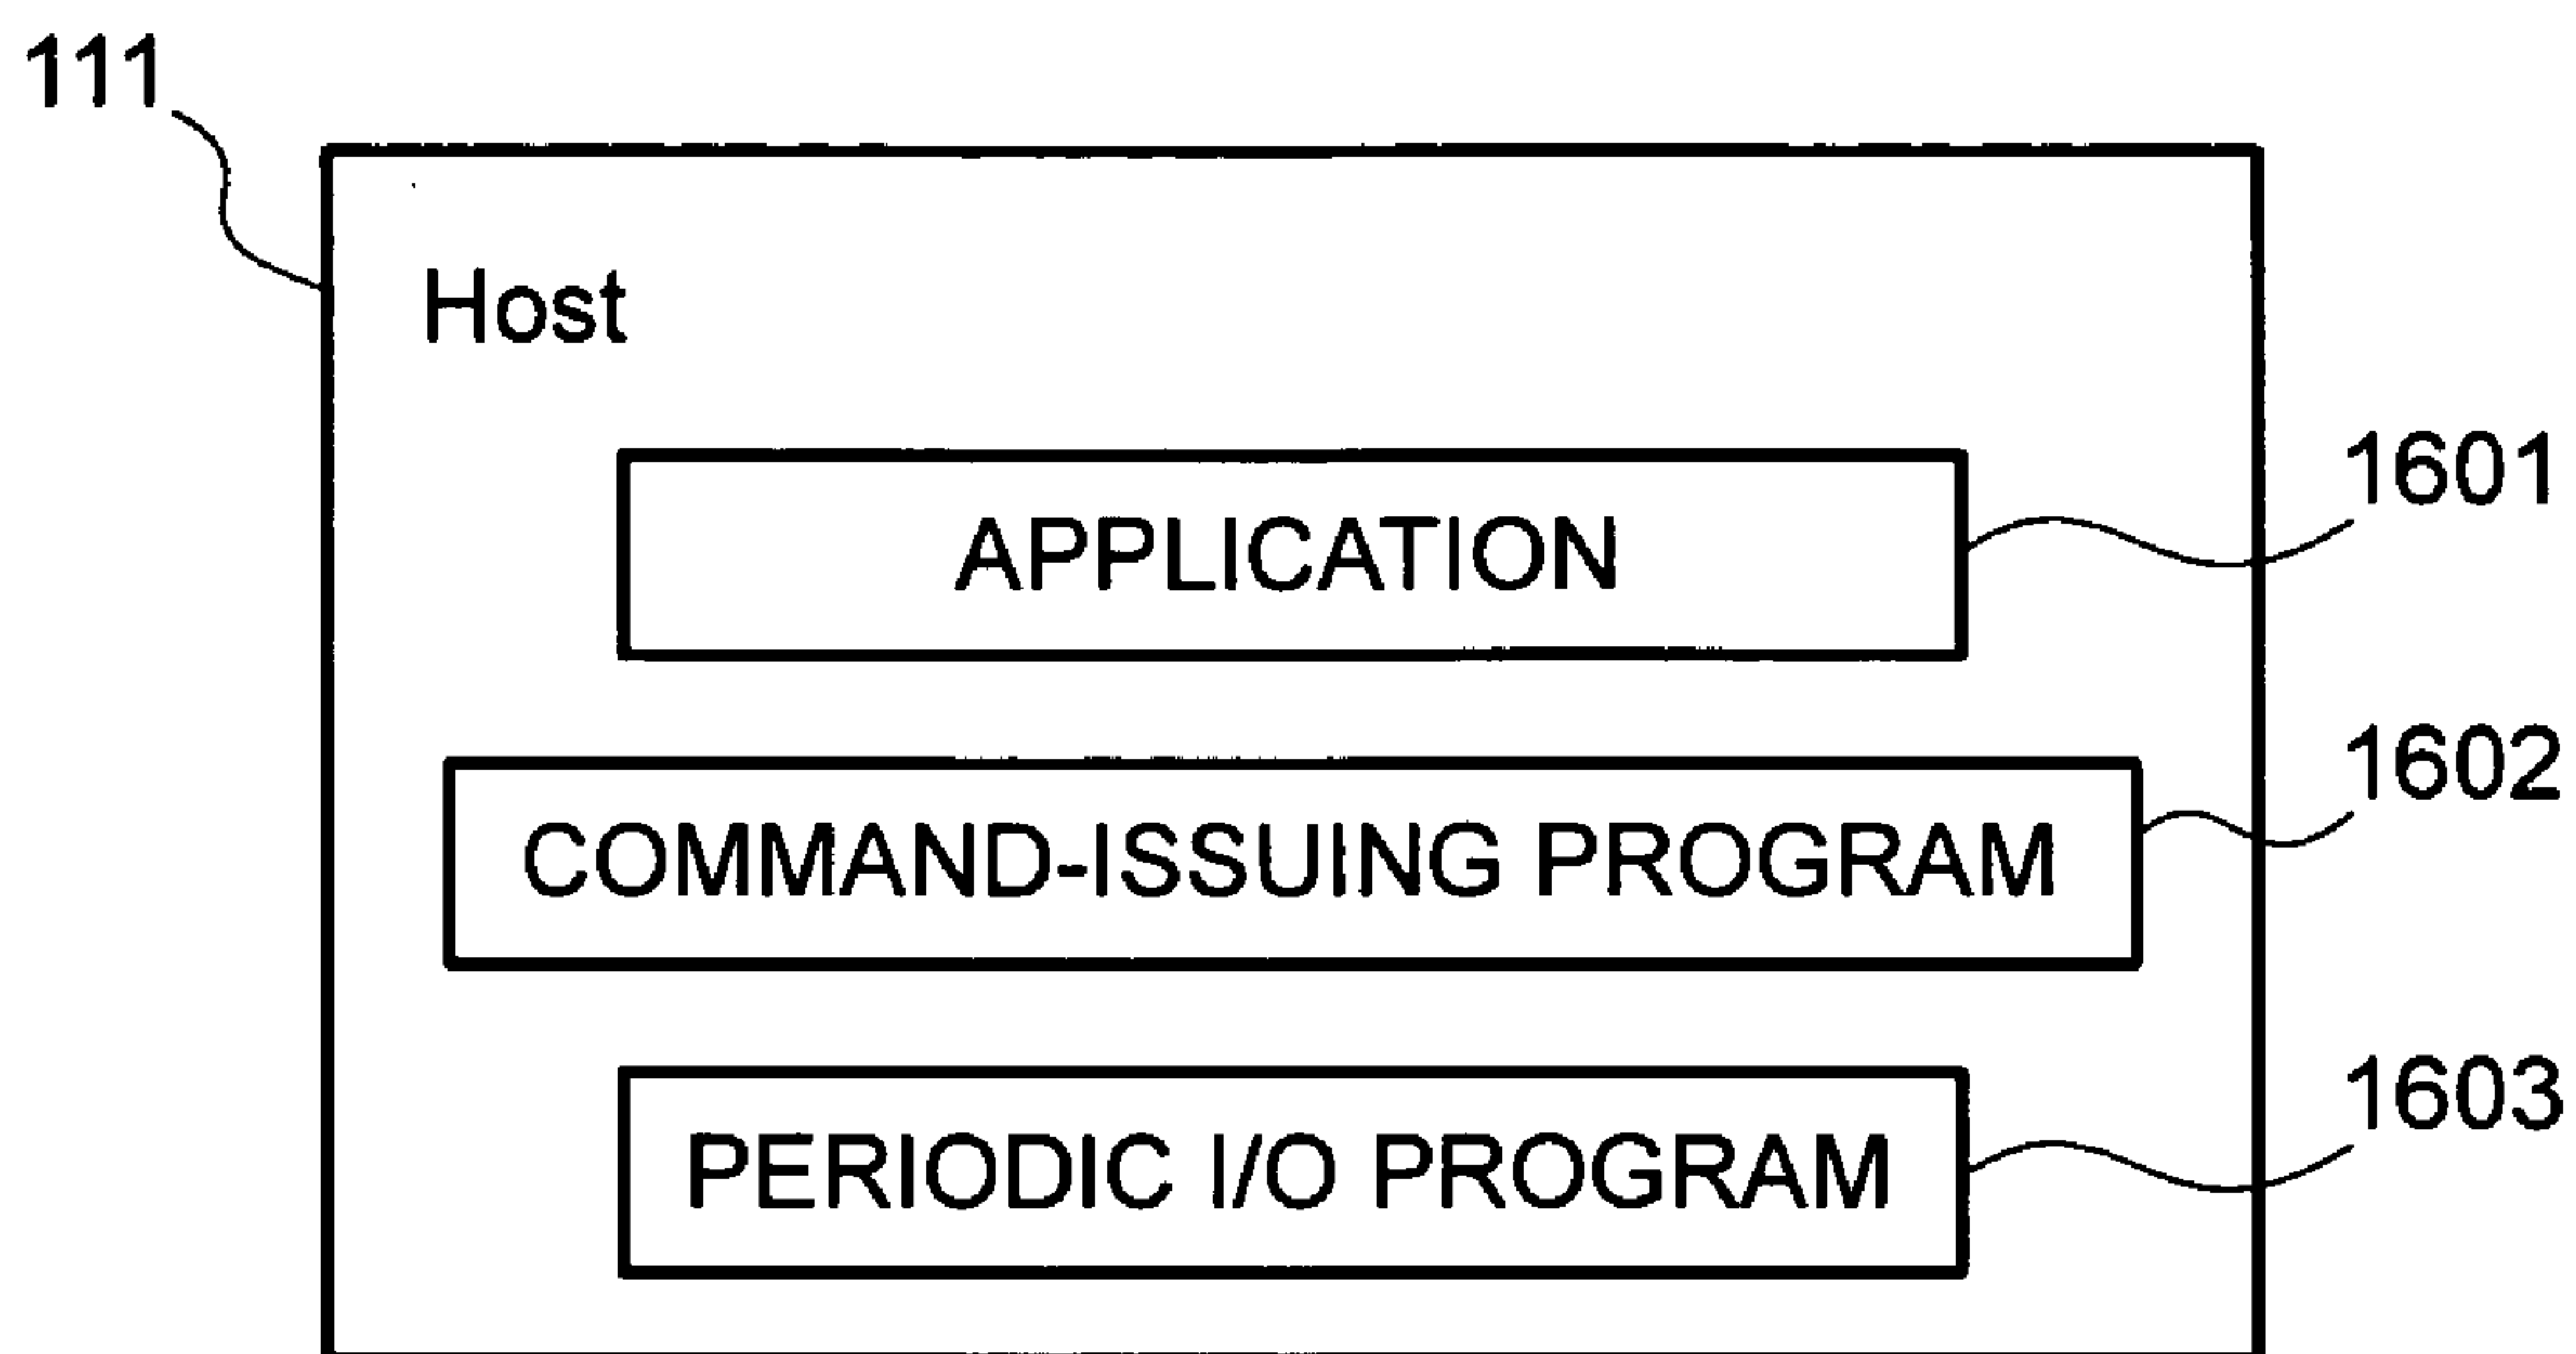 111
Host
1601
APPLICATION
1602
COMMAND-ISSUING PROGRAM
1603
PERIODIC I/O PROGRAM